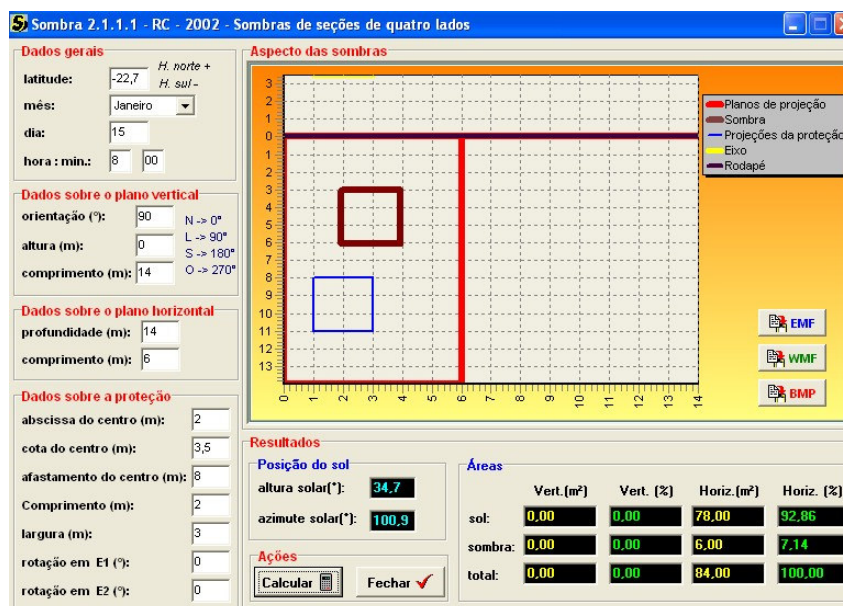 Sombra 2.1.1.1 - RC - 2002 - Sombras de seções de quatro lados
Dados gerais
latitude: -22,7 H. norte +
H. sul -
mês: Janeiro
dia: 15
hora : min.: 8 00
Dados sobre o plano vertical
orientação (º): 90 N -> 0º
L -> 90º
altura (m): 0 S -> 180º
comprimento (m): 14 O -> 270º
Dados sobre o plano horizontal
profundidade (m): 14
comprimento (m): 6
Dados sobre a proteção
abscissa do centro (m): 2
cota do centro (m): 3,5
afastamento do centro (m): 8
Comprimento (m): 2
largura (m): 3
rotação em E1 (º): 0
rotação em E2 (º): 0
Aspecto das sombras
3
2
1
0
1
2
3
4
5
6
7
8
9
10
11
12
13
0 1 2 3 4 5 6 7 8 9 10 11 12 13 14
Planos de projeção
Sombra
Projeções da proteção
Eixo
Rodapé
EMF
WMF
BMP
Resultados
Posição do sol
altura solar(º): 34,7
azimute solar(º): 100,9
Ações
Calcular Fechar
Áreas
Vert.(m²) Vert. (%) Horiz.(m²) Horiz. (%)
sol: 0,00 0,00 78,00 92,86
sombra: 0,00 0,00 6,00 7,14
total: 0,00 0,00 84,00 100,00